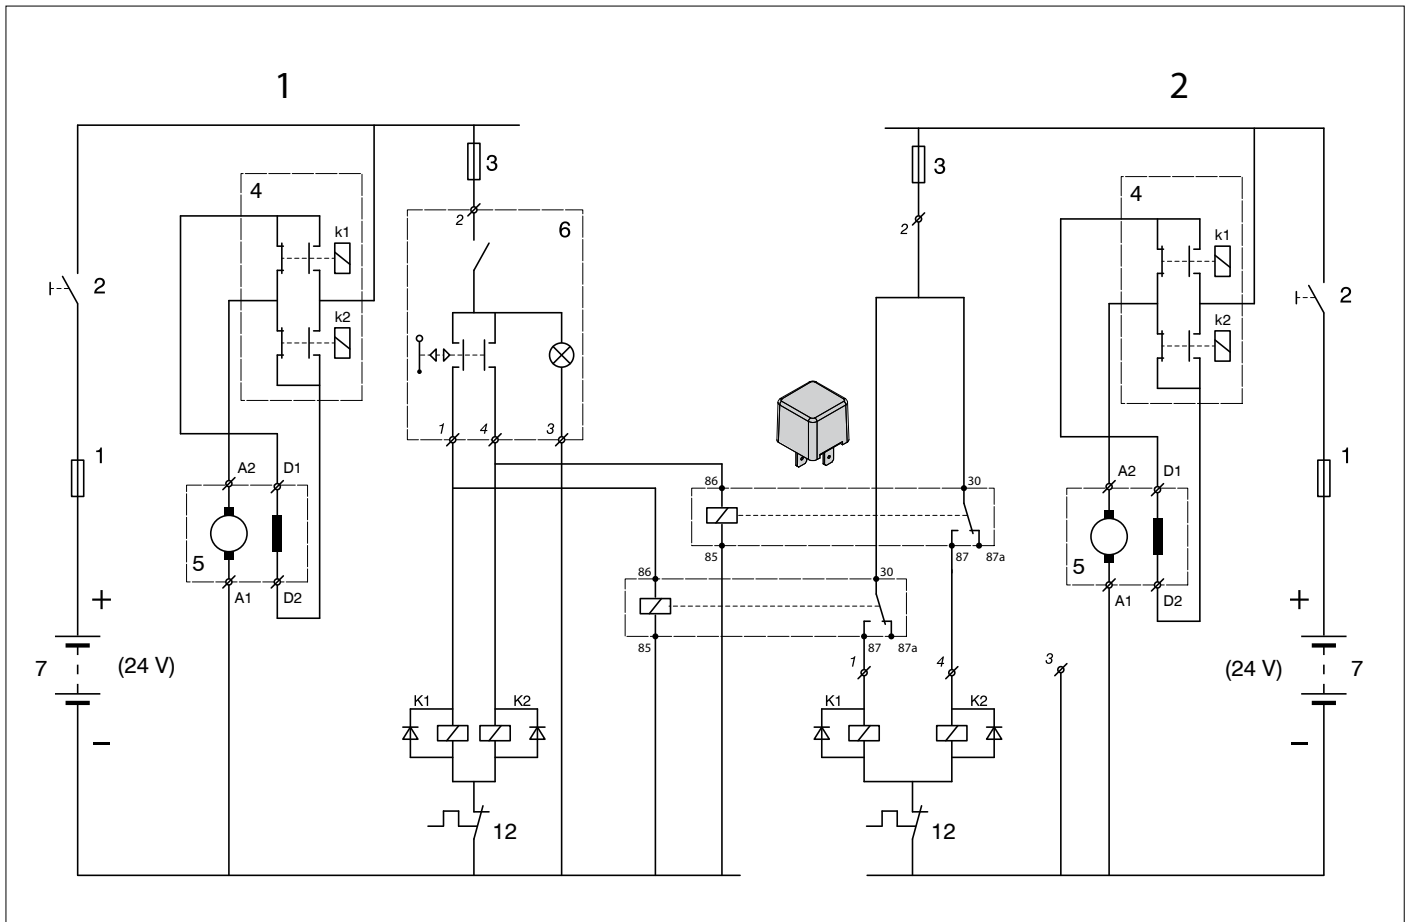 1 2
3 3
4 4
2 6 2
k1 k1
2 2
k2 k2
1 4 3
1 A2 D1 A2 D1 1
86 30
5 85 87 87a 5
86 30
+ A1 D2 A1 D2 +
85 87 87a
7 (24 V) 1 4 3 (24 V) 7
K1 K2 K1 K2
– –
12 12